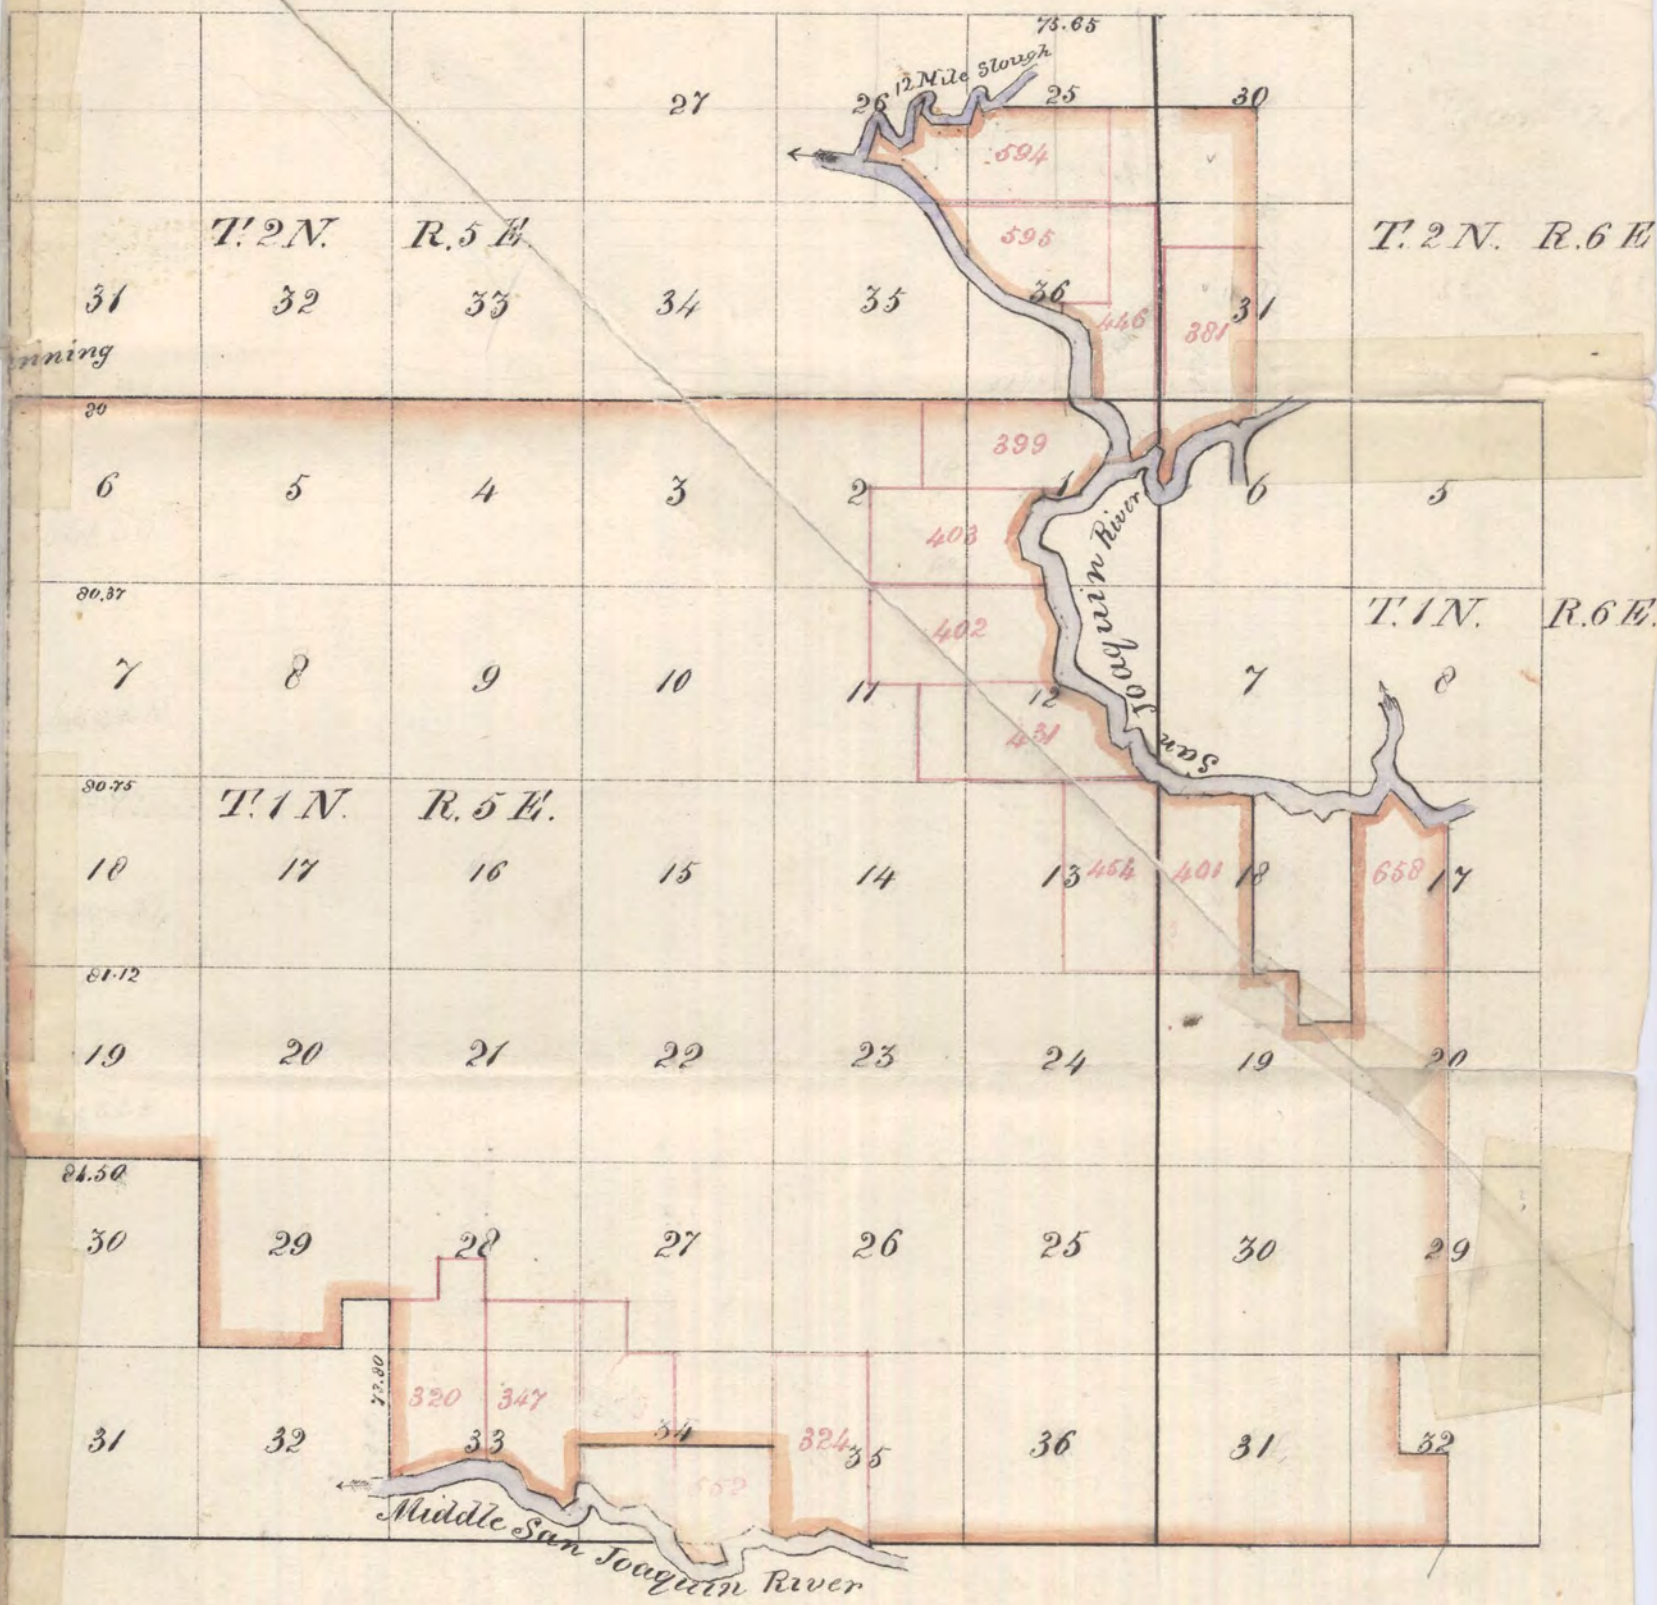 75.65
12 Mile Slough
27 26 25 30
594
T. 2 N. R. 5 E.
595
T. 2 N. R. 6 E
31 32 33 34 35 36 31
446 381
80
399
6 5 4 3 2 1 6 5
403
San Joaquin River
80.37
402
T. 1 N. R. 6 E.
7 8 9 10 11 12 7 8
431
80.75
T. 1 N. R. 5 E.
18 17 16 15 14 13 454 401 18 658 17
81.12
19 20 21 22 23 24 19 20
81.50
30 29 28 27 26 25 30 29
73.80
320 347
31 32 33 34 324 35 36 31 32
552
Middle San Joaquin River